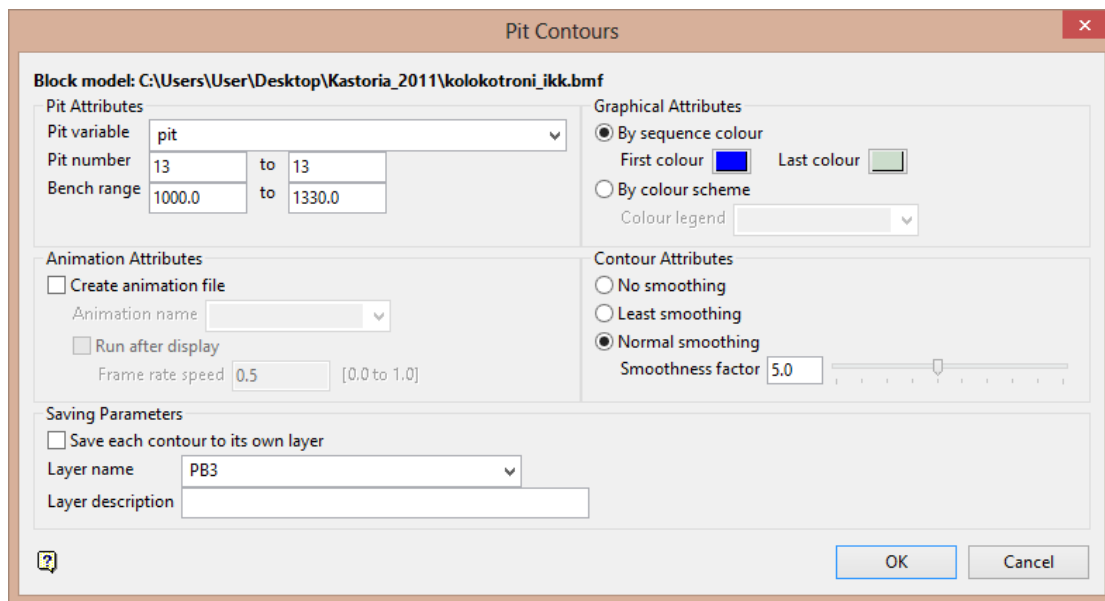 Pit Contours
Block model: C:\Users\User\Desktop\Kastoria_2011\kolokotroni_ikk.bmf
Pit Attributes
Pit variable pit
Pit number 13 to 13
Bench range 1000.0 to 1330.0
Graphical Attributes
By sequence colour
First colour Last colour
By colour scheme
Colour legend
Animation Attributes
Create animation file
Animation name
Run after display
Frame rate speed 0.5 [0.0 to 1.0]
Contour Attributes
No smoothing
Least smoothing
Normal smoothing
Smoothness factor 5.0
Saving Parameters
Save each contour to its own layer
Layer name PB3
Layer description
OK Cancel